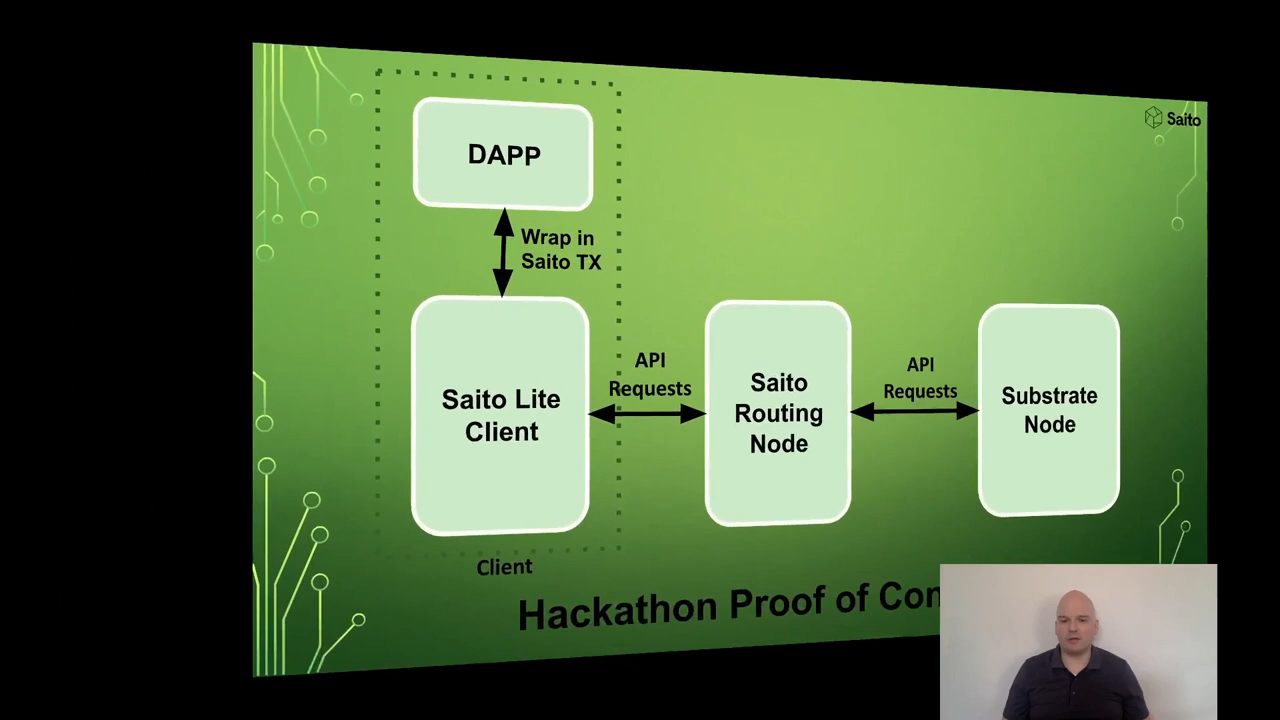 Saito
DAPP
Wrap in
Saito TX
Saito Lite
Client
API
Requests
Saito
Routing
Node
API
Requests
Substrate
Node
Client
Hackathon Proof of